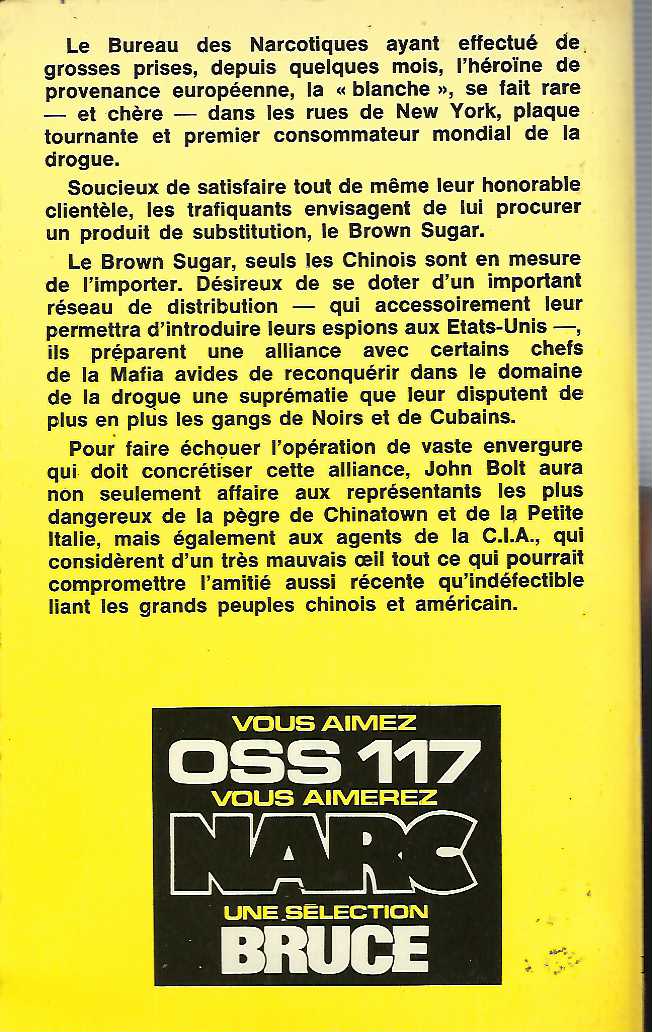 Le Bureau des Narcotiques ayant effectué de
grosses prises, depuis quelques mois, l'héroïne de
provenance européenne, la « blanche », se fait rare
— et chère — dans les rues de New York, plaque
tournante et premier consommateur mondial de la
drogue.
Soucieux de satisfaire tout de même leur honorable
clientèle, les trafiquants envisagent de lui procurer
un produit de substitution, le Brown Sugar.
Le Brown Sugar, seuls les Chinois sont en mesure
de l'importer. Désireux de se doter d'un important
réseau de distribution — qui accessoirement leur
permettra d'introduire leurs espions aux Etats-Unis —,
ils préparent une alliance avec certains chefs
de la Mafia avides de reconquérir dans le domaine
de la drogue une suprématie que leur disputent de
plus en plus les gangs de Noirs et de Cubains.
Pour faire échouer l'opération de vaste envergure
qui doit concrétiser cette alliance, John Bolt aura
non seulement affaire aux représentants les plus
dangereux de la pègre de Chinatown et de la Petite
Italie, mais également aux agents de la C.I.A., qui
considèrent d'un très mauvais œil tout ce qui pourrait
compromettre l'amitié aussi récente qu'indéfectible
liant les grands peuples chinois et américain.
VOUS AIMEZ
OSS 117
VOUS AIMEREZ
NARC
UNE SÉLECTION
BRUCE